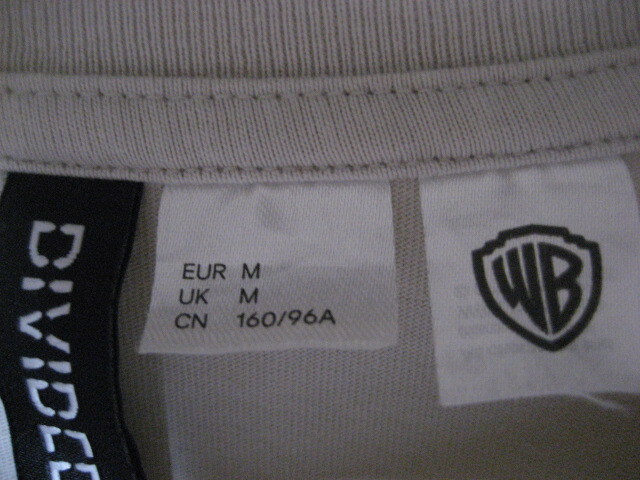 DIVIDED
EUR M
UK M
CN 160/96A
WB